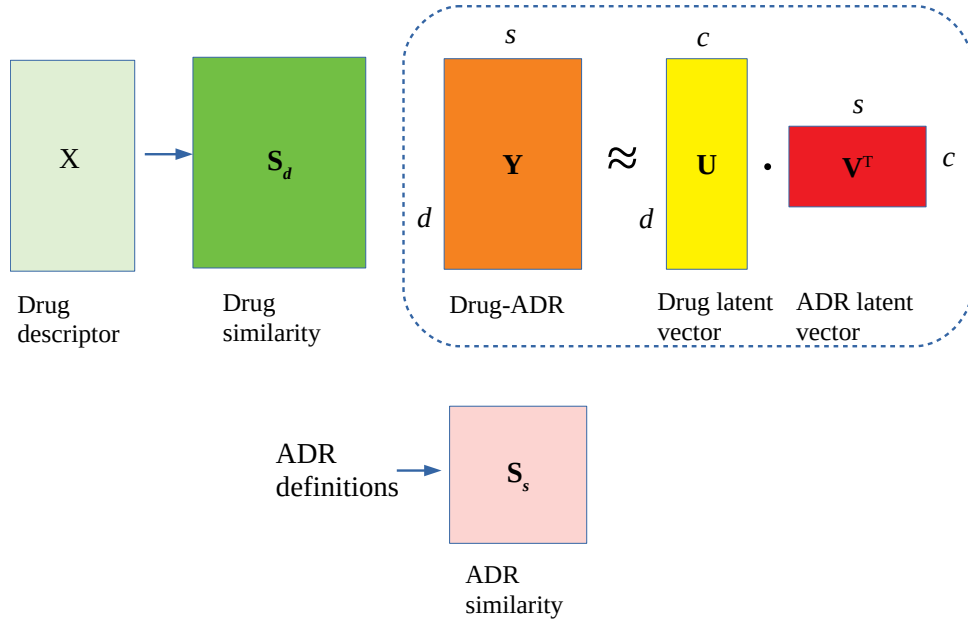 s
c
s
X
S_d
Y
≈
U
·
V^T
c
d
d
Drug
descriptor
Drug
similarity
Drug-ADR
Drug latent
vector
ADR latent
vector
ADR
definitions
S_s
ADR
similarity